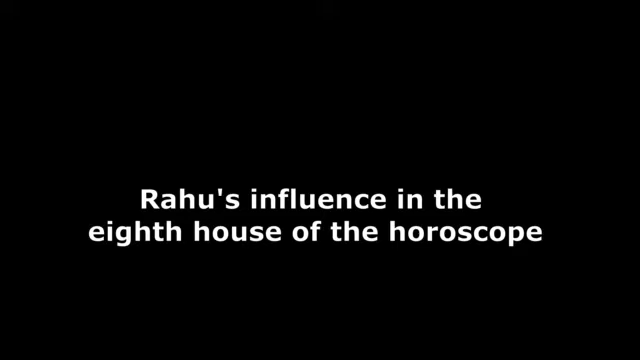 Rahu's influence in the
eighth house of the horoscope